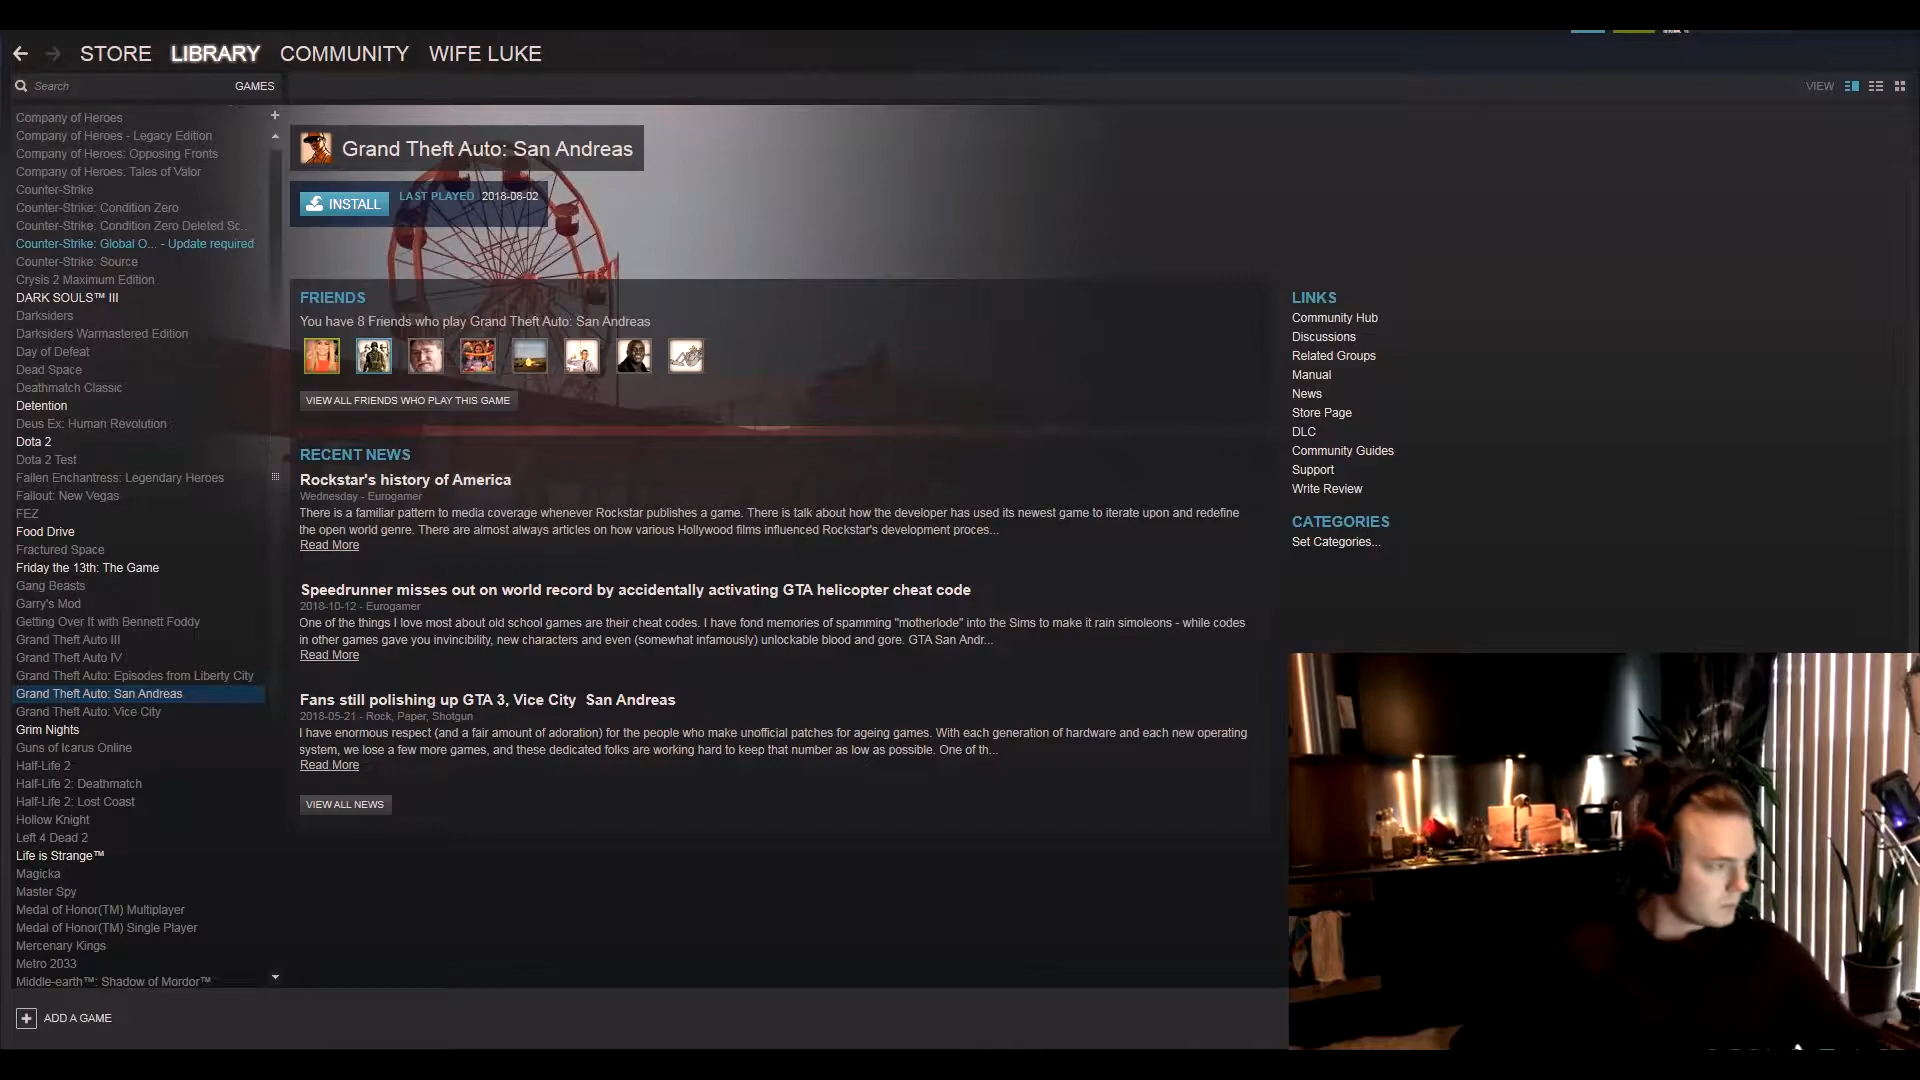 STORE LIBRARY COMMUNITY WIFE LUKE
Search GAMES VIEW
Company of Heroes
Company of Heroes - Legacy Edition
Company of Heroes: Opposing Fronts
Company of Heroes: Tales of Valor
Counter-Strike
Counter-Strike: Condition Zero
Counter-Strike: Condition Zero Deleted Sc...
Counter-Strike: Global O... - Update required
Counter-Strike: Source
Crysis 2 Maximum Edition
DARK SOULS™ III
Darksiders
Darksiders Warmastered Edition
Day of Defeat
Dead Space
Deathmatch Classic
Detention
Deus Ex: Human Revolution
Dota 2
Dota 2 Test
Fallen Enchantress: Legendary Heroes
Fallout: New Vegas
FEZ
Food Drive
Fractured Space
Friday the 13th: The Game
Gang Beasts
Garry's Mod
Getting Over It with Bennett Foddy
Grand Theft Auto III
Grand Theft Auto IV
Grand Theft Auto: Episodes from Liberty City
Grand Theft Auto: San Andreas
Grand Theft Auto: Vice City
Grim Nights
Guns of Icarus Online
Half-Life 2
Half-Life 2: Deathmatch
Half-Life 2: Lost Coast
Hollow Knight
Left 4 Dead 2
Life is Strange™
Magicka
Master Spy
Medal of Honor(TM) Multiplayer
Medal of Honor(TM) Single Player
Mercenary Kings
Metro 2033
Middle-earth™: Shadow of Mordor™
ADD A GAME
Grand Theft Auto: San Andreas
INSTALL LAST PLAYED 2018-08-02
FRIENDS
You have 8 Friends who play Grand Theft Auto: San Andreas
VIEW ALL FRIENDS WHO PLAY THIS GAME
RECENT NEWS
Rockstar's history of America
Wednesday - Eurogamer
There is a familiar pattern to media coverage whenever Rockstar publishes a game. There is talk about how the developer has used its newest game to iterate upon and redefine
the open world genre. There are almost always articles on how various Hollywood films influenced Rockstar's development proces...
Read More
Speedrunner misses out on world record by accidentally activating GTA helicopter cheat code
2018-10-12 - Eurogamer
One of the things I love most about old school games are their cheat codes. I have fond memories of spamming "motherlode" into the Sims to make it rain simoleons - while codes
in other games gave you invincibility, new characters and even (somewhat infamously) unlockable blood and gore. GTA San Andr...
Read More
Fans still polishing up GTA 3, Vice City San Andreas
2018-05-21 - Rock, Paper, Shotgun
I have enormous respect (and a fair amount of adoration) for the people who make unofficial patches for ageing games. With each generation of hardware and each new operating
system, we lose a few more games, and these dedicated folks are working hard to keep that number as low as possible. One of th...
Read More
VIEW ALL NEWS
LINKS
Community Hub
Discussions
Related Groups
Manual
News
Store Page
DLC
Community Guides
Support
Write Review
CATEGORIES
Set Categories...